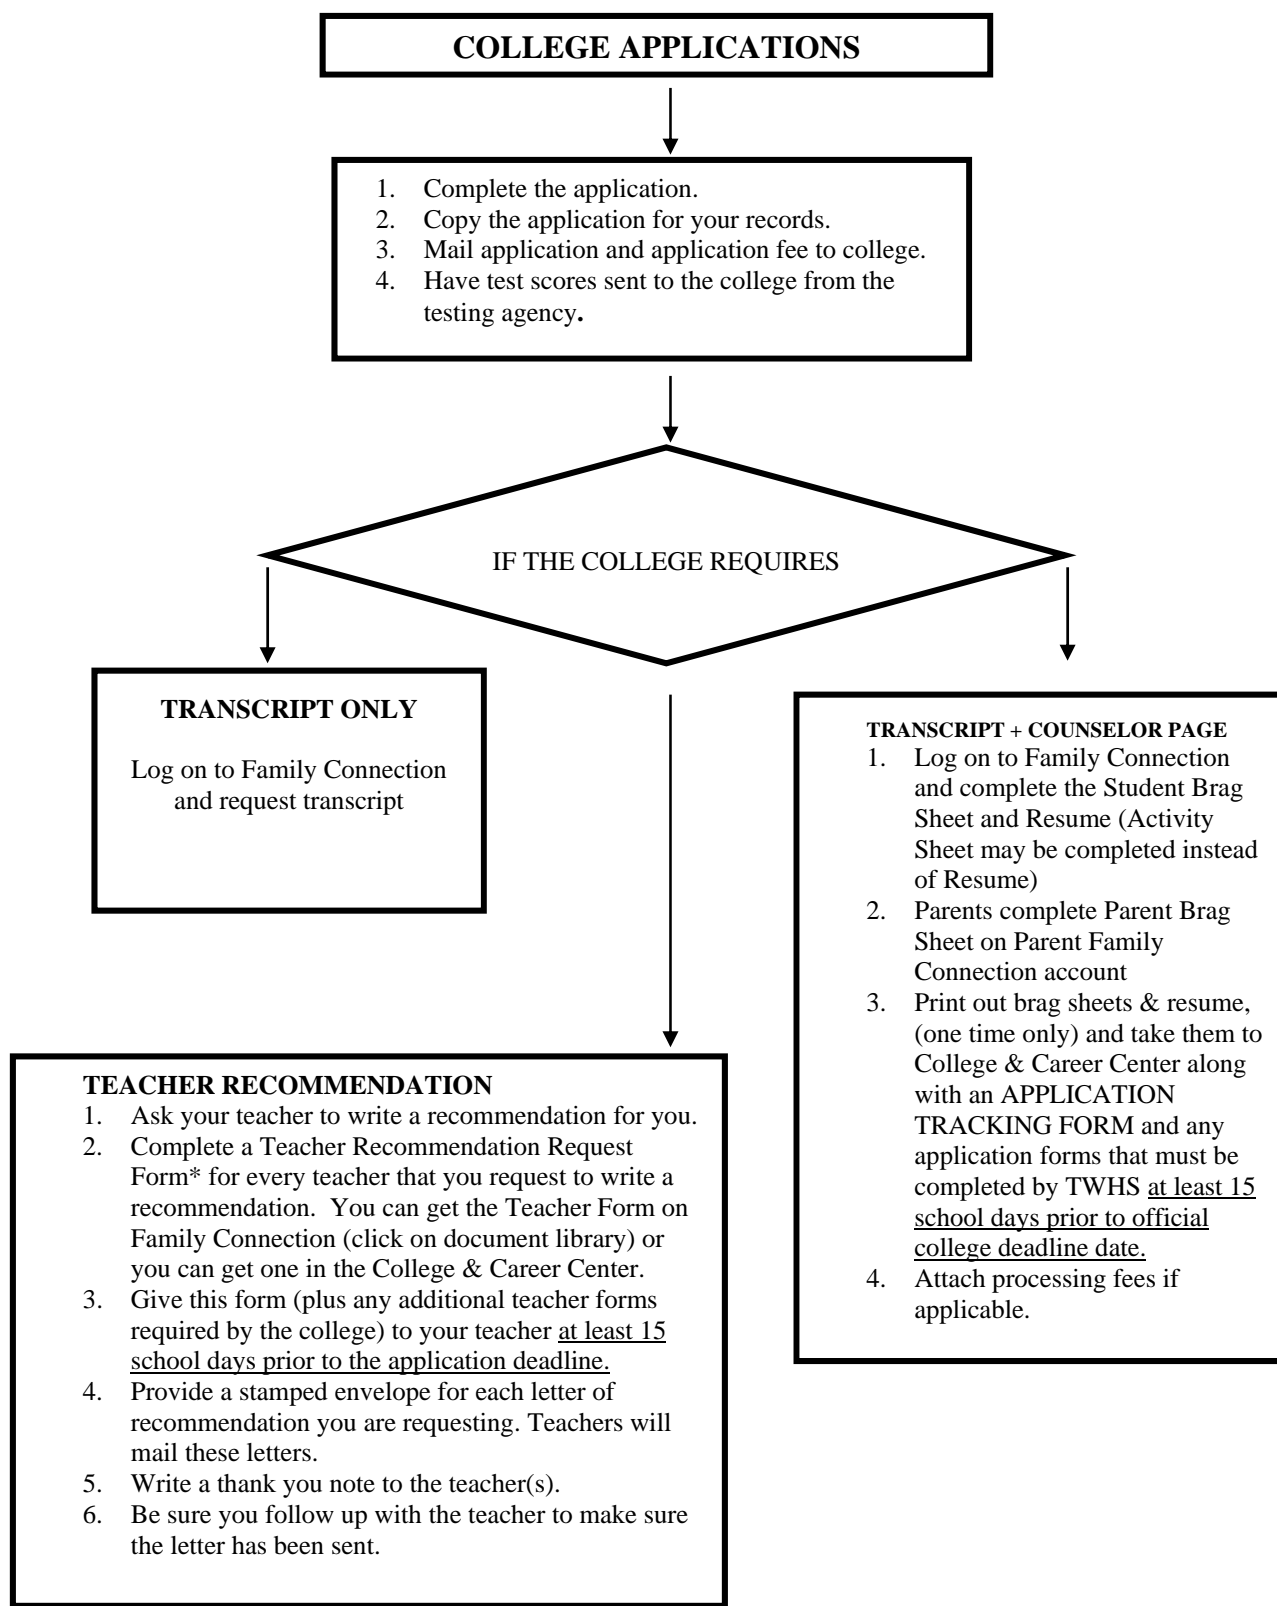 COLLEGE APPLICATIONS
1. Complete the application.
2. Copy the application for your records.
3. Mail application and application fee to college.
4. Have test scores sent to the college from the
testing agency.
IF THE COLLEGE REQUIRES
TRANSCRIPT ONLY
Log on to Family Connection
and request transcript
TRANSCRIPT + COUNSELOR PAGE
1. Log on to Family Connection
and complete the Student Brag
Sheet and Resume (Activity
Sheet may be completed instead
of Resume)
2. Parents complete Parent Brag
Sheet on Parent Family
Connection account
3. Print out brag sheets & resume,
(one time only) and take them to
College & Career Center along
with an APPLICATION
TRACKING FORM and any
application forms that must be
completed by TWHS at least 15
school days prior to official
college deadline date.
4. Attach processing fees if
applicable.
TEACHER RECOMMENDATION
1. Ask your teacher to write a recommendation for you.
2. Complete a Teacher Recommendation Request
Form* for every teacher that you request to write a
recommendation.  You can get the Teacher Form on
Family Connection (click on document library) or
you can get one in the College & Career Center.
3. Give this form (plus any additional teacher forms
required by the college) to your teacher at least 15
school days prior to the application deadline.
4. Provide a stamped envelope for each letter of
recommendation you are requesting. Teachers will
mail these letters.
5. Write a thank you note to the teacher(s).
6. Be sure you follow up with the teacher to make sure
the letter has been sent.